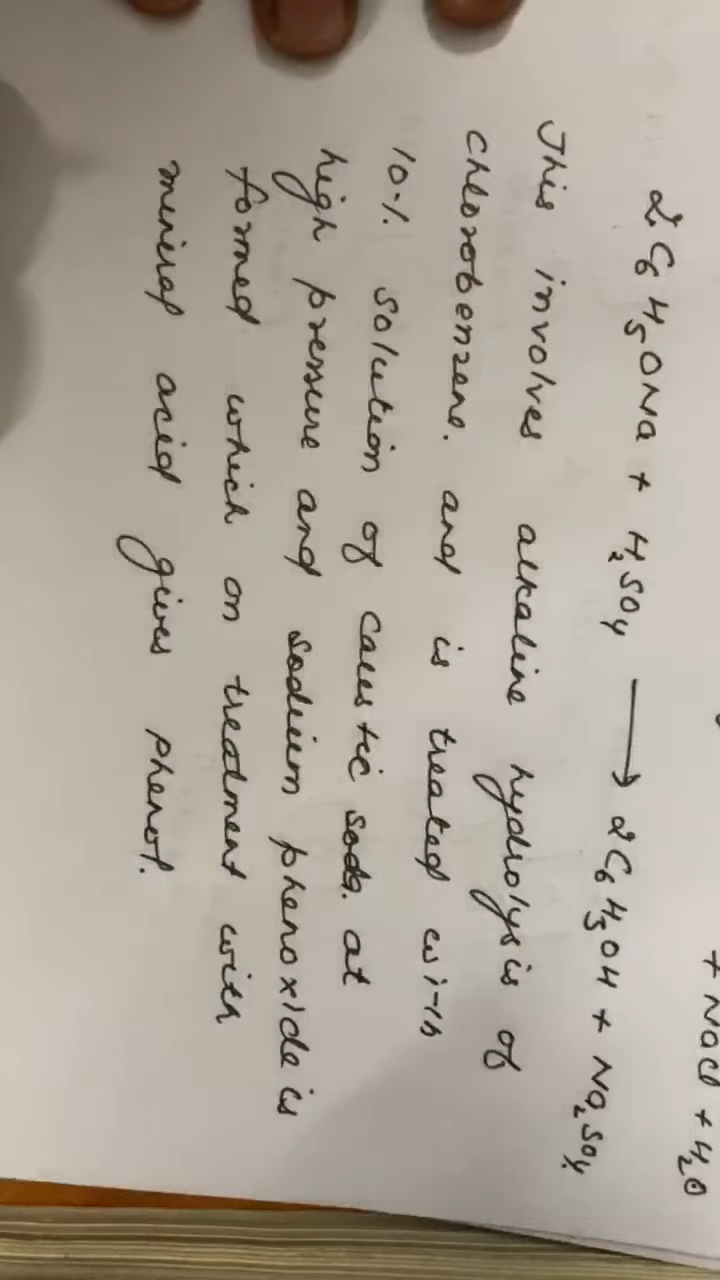 + NaCl + H₂O
2C₆H₅ONa + H₂SO₄ ⟶ 2C₆H₅OH + Na₂SO₄.
This involves alkaline hydrolysis of
chlorobenzene. and is treated with
10% solution of caustic soda. at
high pressure and sodium phenoxide is
formed which on treatment with
mineral acid gives phenol.